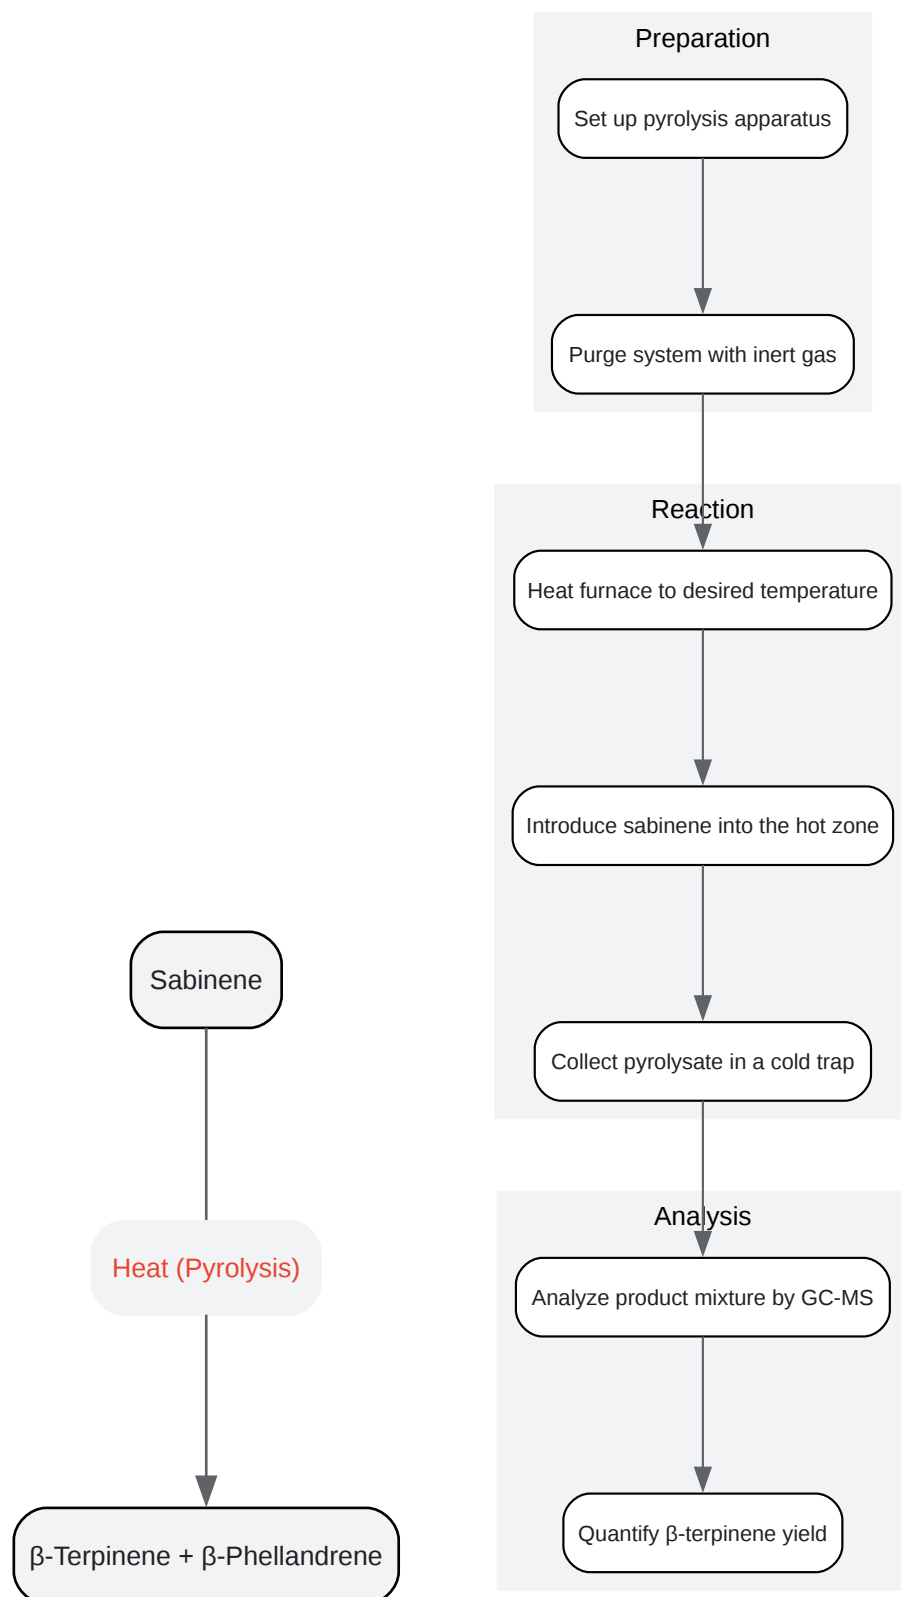 Preparation
Set up pyrolysis apparatus
Purge system with inert gas
Reaction
Heat furnace to desired temperature
Introduce sabinene into the hot zone
Collect pyrolysate in a cold trap
Analysis
Analyze product mixture by GC-MS
Quantify β-terpinene yield
Sabinene
Heat (Pyrolysis)
β-Terpinene + β-Phellandrene